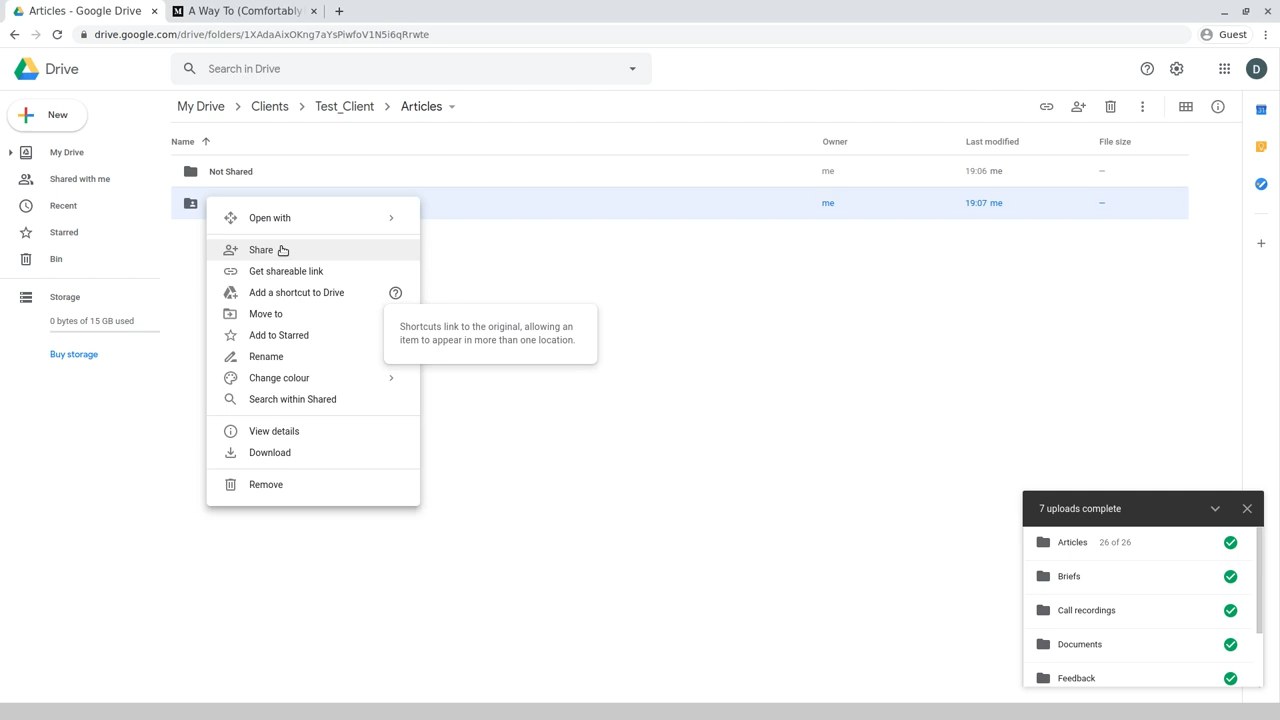 Articles - Google Drive
A Way To (Comfortably
drive.google.com/drive/folders/1XAdaAixOKng7aYsPiwfoV1N5i6qRrwte
Guest
Drive
Search in Drive
D
New
My Drive
Clients
Test_Client
Articles
Name
Owner
Last modified
File size
My Drive
Shared with me
Recent
Starred
Bin
Storage
0 bytes of 15 GB used
Buy storage
Not Shared
me
19:06 me
–
me
19:07 me
–
Open with
Share
Get shareable link
Add a shortcut to Drive
Move to
Add to Starred
Rename
Change colour
Search within Shared
View details
Download
Remove
Shortcuts link to the original, allowing an
item to appear in more than one location.
7 uploads complete
Articles 26 of 26
Briefs
Call recordings
Documents
Feedback